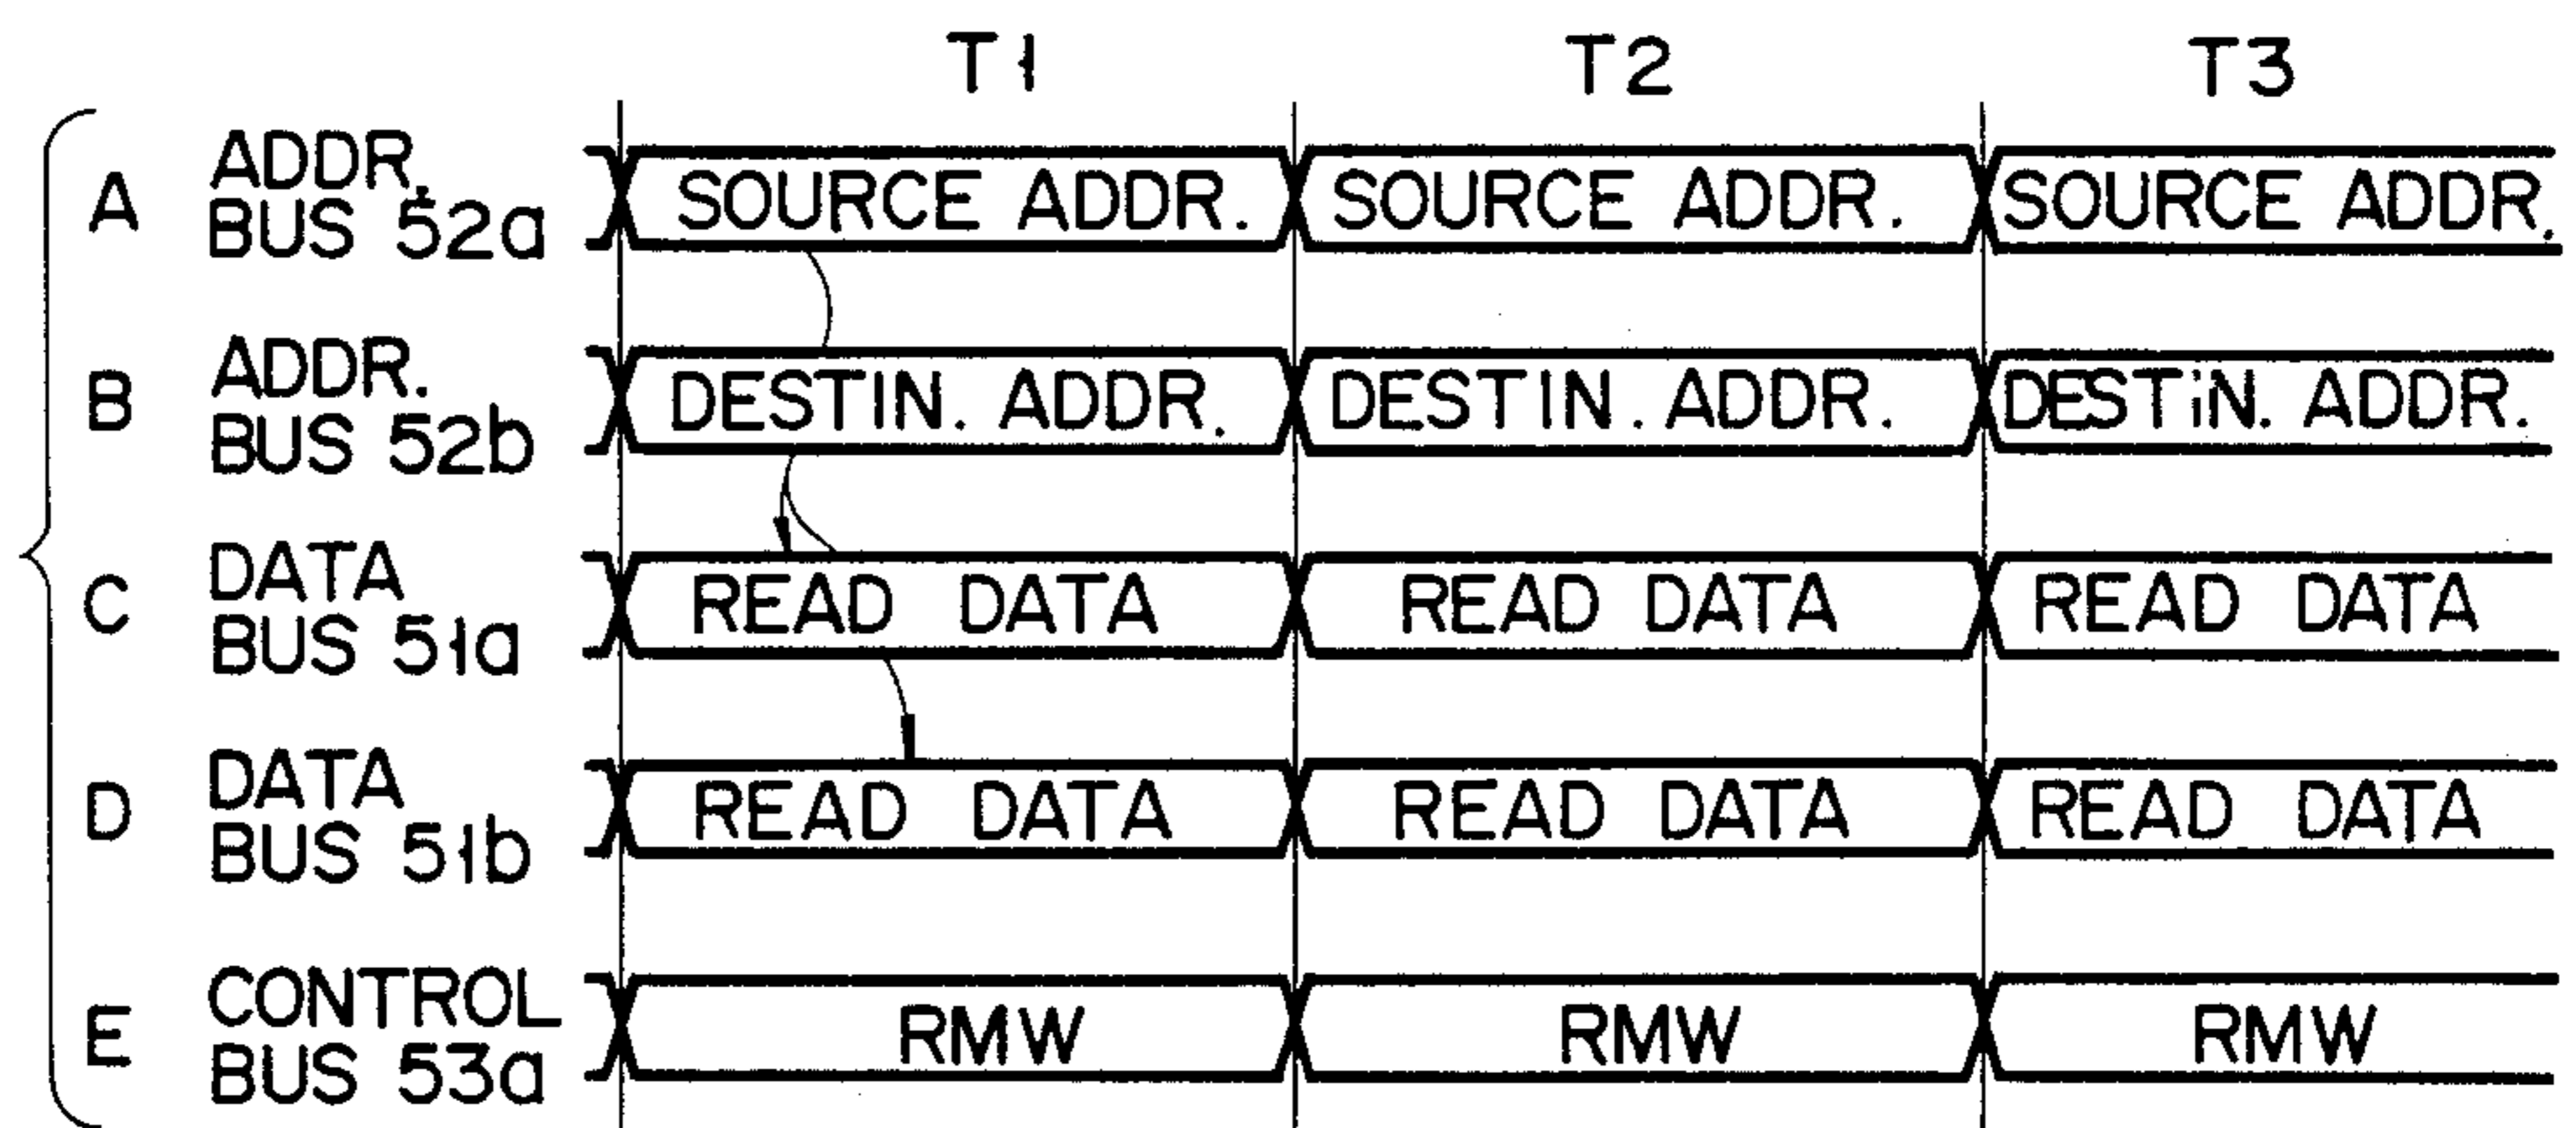 T1 T2 T3
A ADDR. BUS 52a SOURCE ADDR. SOURCE ADDR. SOURCE ADDR.
B ADDR. BUS 52b DESTIN. ADDR. DESTIN. ADDR. DESTiN. ADDR.
C DATA BUS 51a READ DATA READ DATA READ DATA
D DATA BUS 51b READ DATA READ DATA READ DATA
E CONTROL BUS 53a RMW RMW RMW